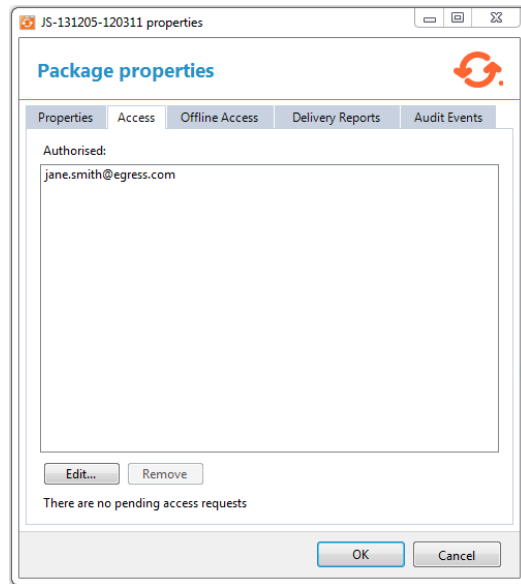 JS-131205-120311 properties
Package properties
Properties Access Offline Access Delivery Reports Audit Events
Authorised:
jane.smith@egress.com
Edit... Remove
There are no pending access requests
OK Cancel